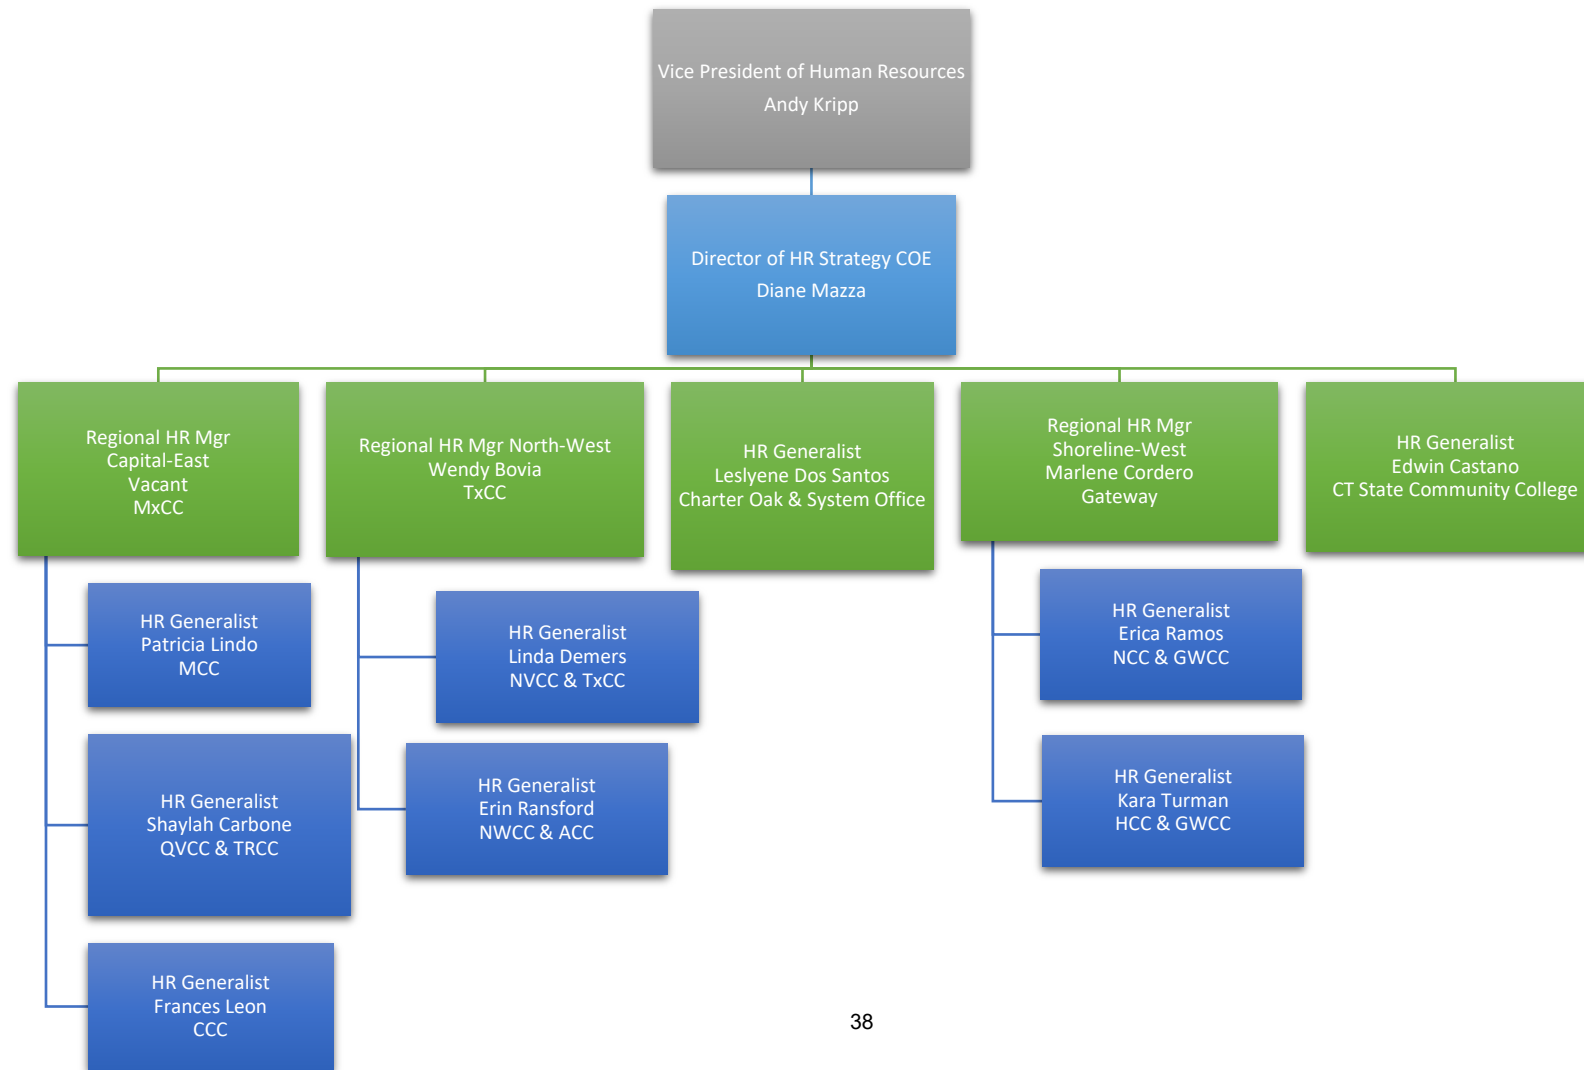 Vice President of Human Resources
Andy Kripp
Director of HR Strategy COE
Diane Mazza
Regional HR Mgr
Capital-East
Vacant
MxCC
Regional HR Mgr North-West
Wendy Bovia
TxCC
HR Generalist
Leslyene Dos Santos
Charter Oak & System Office
Regional HR Mgr
Shoreline-West
Marlene Cordero
Gateway
HR Generalist
Edwin Castano
CT State Community College
HR Generalist
Patricia Lindo
MCC
HR Generalist
Shaylah Carbone
QVCC & TRCC
HR Generalist
Frances Leon
CCC
HR Generalist
Linda Demers
NVCC & TxCC
HR Generalist
Erin Ransford
NWCC & ACC
HR Generalist
Erica Ramos
NCC & GWCC
HR Generalist
Kara Turman
HCC & GWCC
38